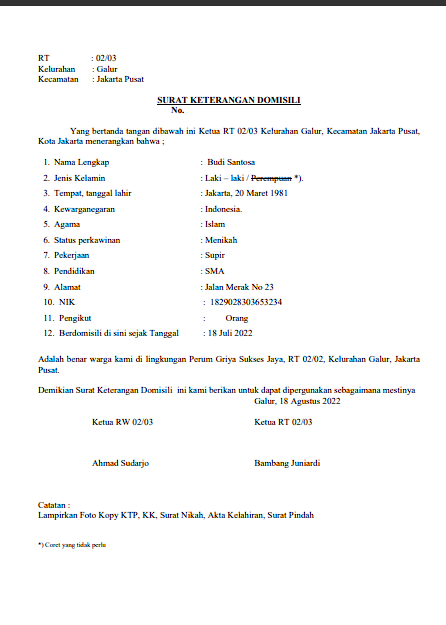 RT : 02/03
Kelurahan : Galur
Kecamatan : Jakarta Pusat
SURAT KETERANGAN DOMISILI
No.
Yang bertanda tangan dibawah ini Ketua RT 02/03 Kelurahan Galur, Kecamatan Jakarta Pusat,
Kota Jakarta menerangkan bahwa ;
1. Nama Lengkap : Budi Santosa
2. Jenis Kelamin : Laki – laki / Perempuan *).
3. Tempat, tanggal lahir : Jakarta, 20 Maret 1981
4. Kewarganegaran : Indonesia.
5. Agama : Islam
6. Status perkawinan : Menikah
7. Pekerjaan : Supir
8. Pendidikan : SMA
9. Alamat : Jalan Merak No 23
10. NIK : 1829028303653234
11. Pengikut : Orang
12. Berdomisili di sini sejak Tanggal : 18 Juli 2022
Adalah benar warga kami di lingkungan Perum Griya Sukses Jaya, RT 02/02, Kelurahan Galur, Jakarta
Pusat.
Demikian Surat Keterangan Domisili ini kami berikan untuk dapat dipergunakan sebagaimana mestinya
Galur, 18 Agustus 2022
Ketua RW 02/03 Ketua RT 02/03
Ahmad Sudarjo Bambang Juniardi
Catatan :
Lampirkan Foto Kopy KTP, KK, Surat Nikah, Akta Kelahiran, Surat Pindah
*) Coret yang tidak perlu